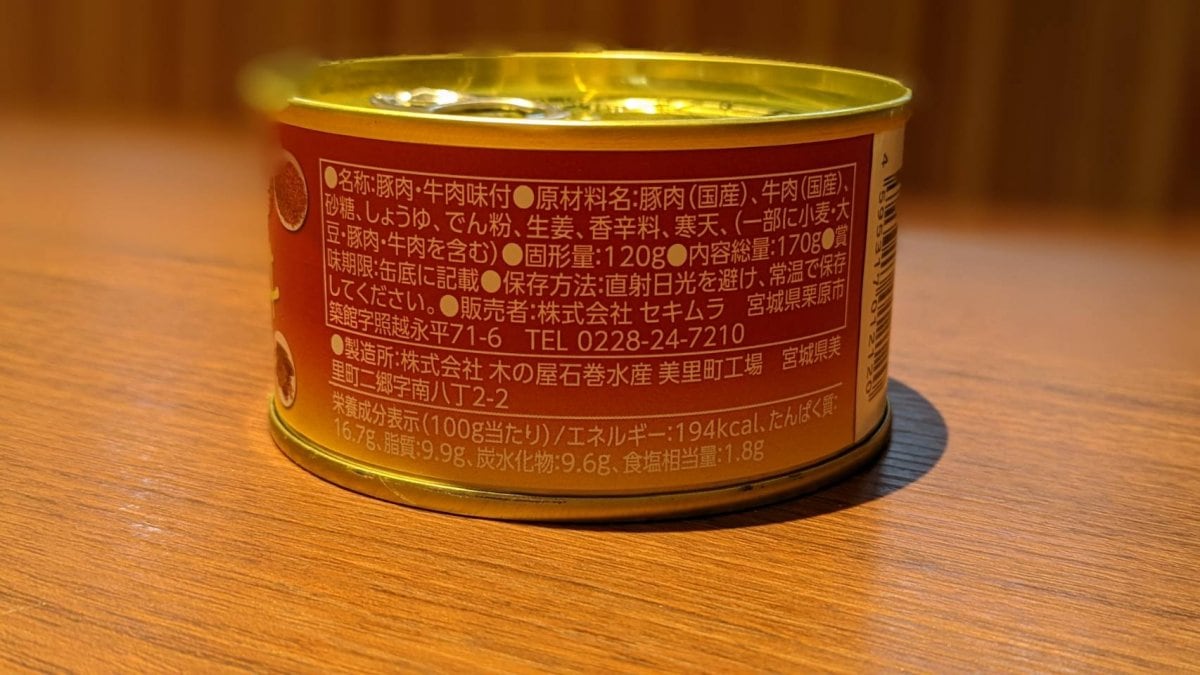 ●名称:豚肉・牛肉味付●原材料名:豚肉(国産)、牛肉(国産)、
砂糖、しょうゆ、でん粉、生姜、香辛料、寒天、(一部に小麦・大
豆・豚肉・牛肉を含む)●固形量:120g●内容総量:170g●賞
味期限:缶底に記載●保存方法:直射日光を避け、常温で保存
してください。●販売者:株式会社 セキムラ 宮城県栗原市
築館字照越永平71-6 TEL 0228-24-7210
●製造所:株式会社 木の屋石巻水産 美里町工場 宮城県美
里町二郷字南八丁2-2
栄養成分表示(100g当たり)/エネルギー:194kcal、たんぱく質:
16.7g、脂質:9.9g、炭水化物:9.6g、食塩相当量:1.8g